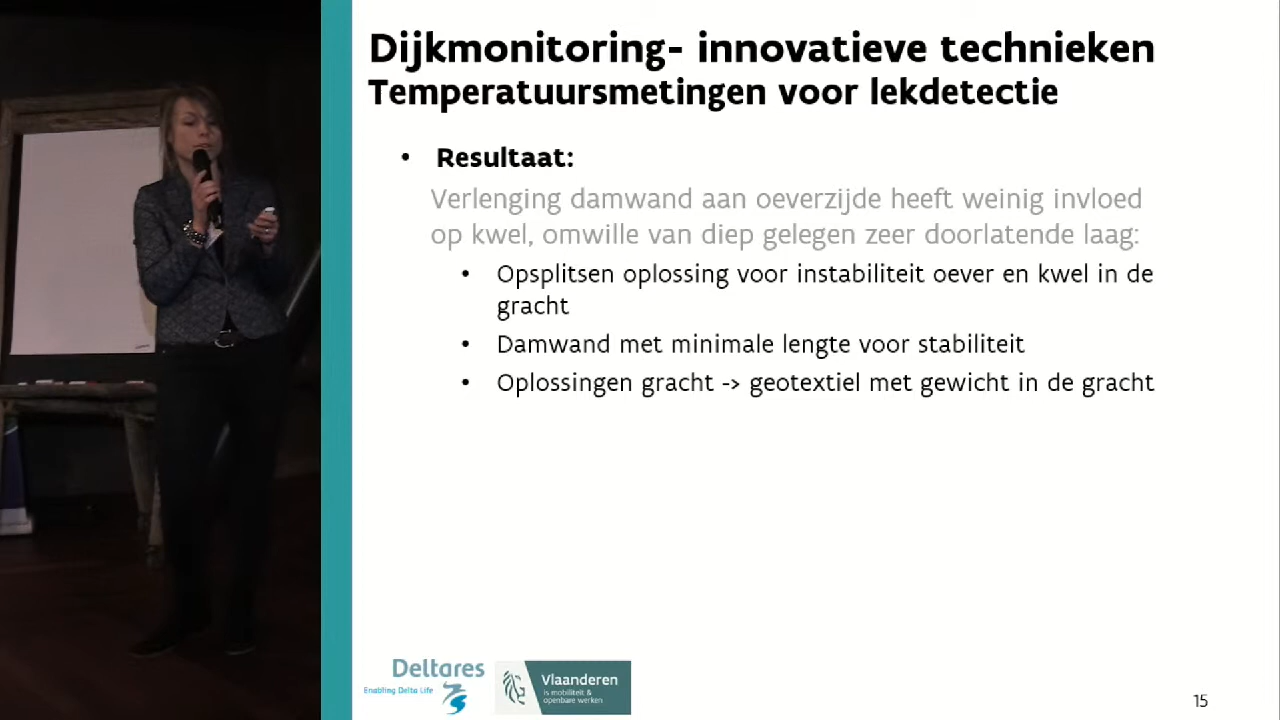 Dijkmonitoring- innovatieve technieken
Temperatuursmetingen voor lekdetectie
• Resultaat:
Verlenging damwand aan oeverzijde heeft weinig invloed
op kwel, omwille van diep gelegen zeer doorlatende laag:
• Opsplitsen oplossing voor instabiliteit oever en kwel in de
gracht
• Damwand met minimale lengte voor stabiliteit
• Oplossingen gracht -> geotextiel met gewicht in de gracht
Deltares
Enabling Delta Life
Vlaanderen
is mobiliteit &
openbare werken
15